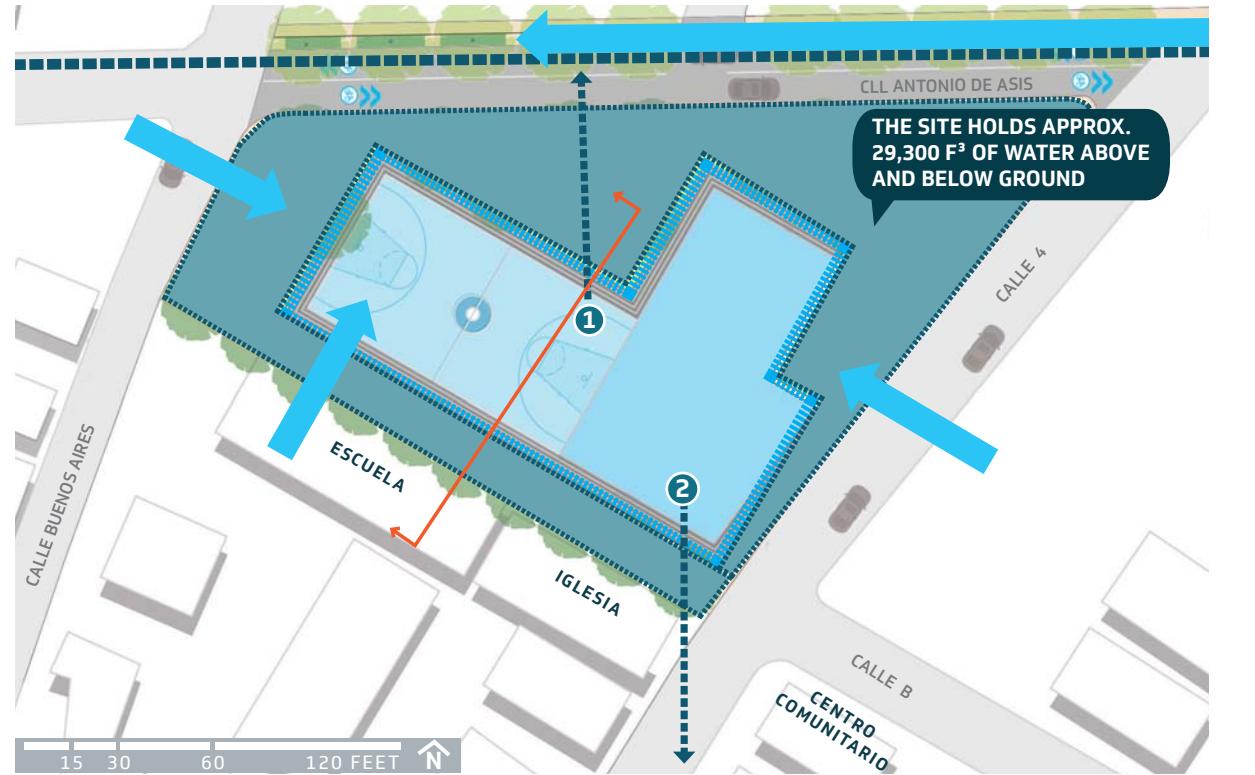 CLL ANTONIO DE ASIS
THE SITE HOLDS APPROX.
29,300 F³ OF WATER ABOVE
AND BELOW GROUND
CALLE 4
1
2
ESCUELA
CALLE BUENOS AIRES
IGLESIA
CALLE B
CENTRO
COMUNITARIO
15 30 60 120 FEET N